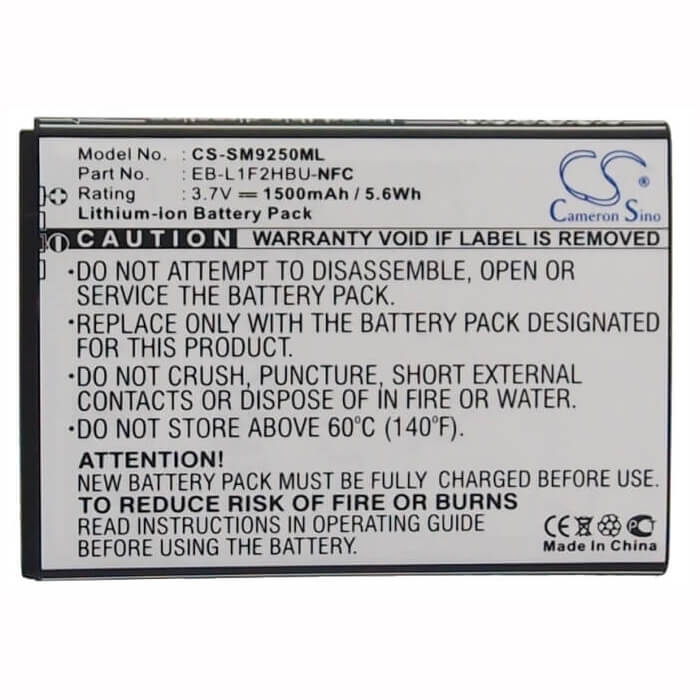 Model No.: CS-SM9250ML
Part No.: EB-L1F2HBU-NFC
Rating : 3.7V ⎓ 1500mAh / 5.6Wh
Lithium-ion Battery Pack
CS
Cameron Sino
CAUTION WARRANTY VOID IF LABEL IS REMOVED
•DO NOT ATTEMPT TO DISASSEMBLE, OPEN OR
SERVICE THE BATTERY PACK.
•REPLACE ONLY WITH THE BATTERY PACK DESIGNATED
FOR THIS PRODUCT.
•DO NOT CRUSH, PUNCTURE, SHORT EXTERNAL
CONTACTS OR DISPOSE OF IN FIRE OR WATER
•DO NOT STORE ABOVE 60°C (140°F).
ATTENTION!
NEW BATTERY PACK MUST BE FULLY CHARGED BEFORE USE
TO REDUCE RISK OF FIRE OR BURNS
READ INSTRUCTIONS IN OPERATING GUIDE
BEFORE USING THE BATTERY.
CE
Made In China